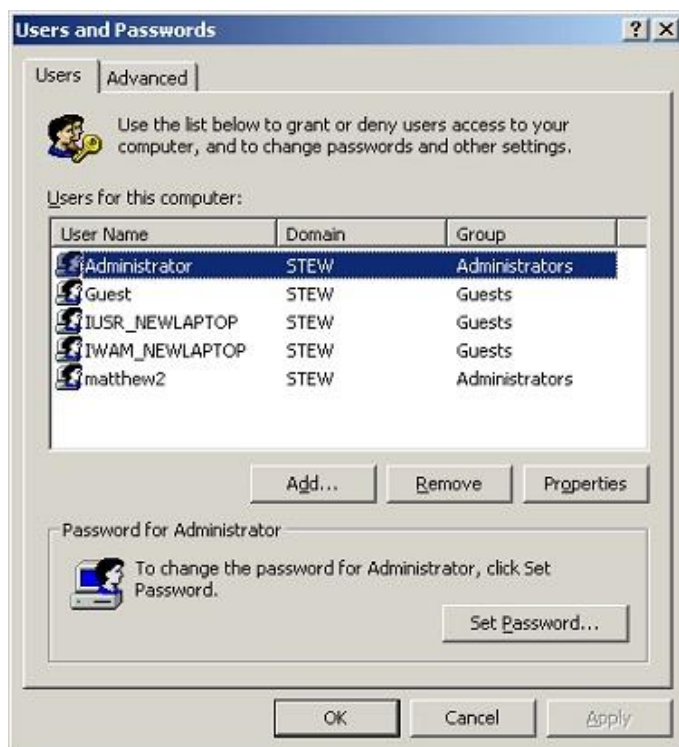 Users and Passwords
Users Advanced
Use the list below to grant or deny users access to your
computer, and to change passwords and other settings.
Users for this computer:
User Name Domain Group
Administrator STEW Administrators
Guest STEW Guests
IUSR_NEWLAPTOP STEW Guests
IWAM_NEWLAPTOP STEW Guests
matthew2 STEW Administrators
Add... Remove Properties
Password for Administrator
To change the password for Administrator, click Set
Password.
Set Password...
OK Cancel Apply